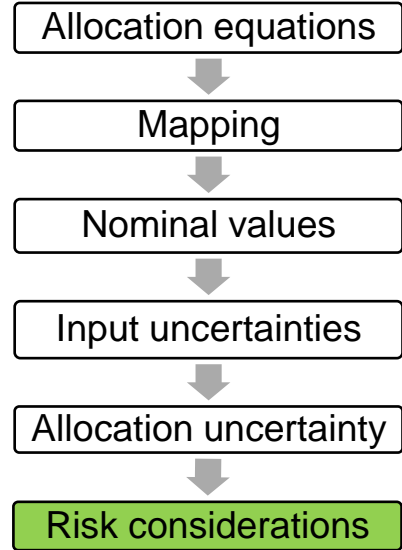 Allocation equations
Mapping
Nominal values
Input uncertainties
Allocation uncertainty
Risk considerations